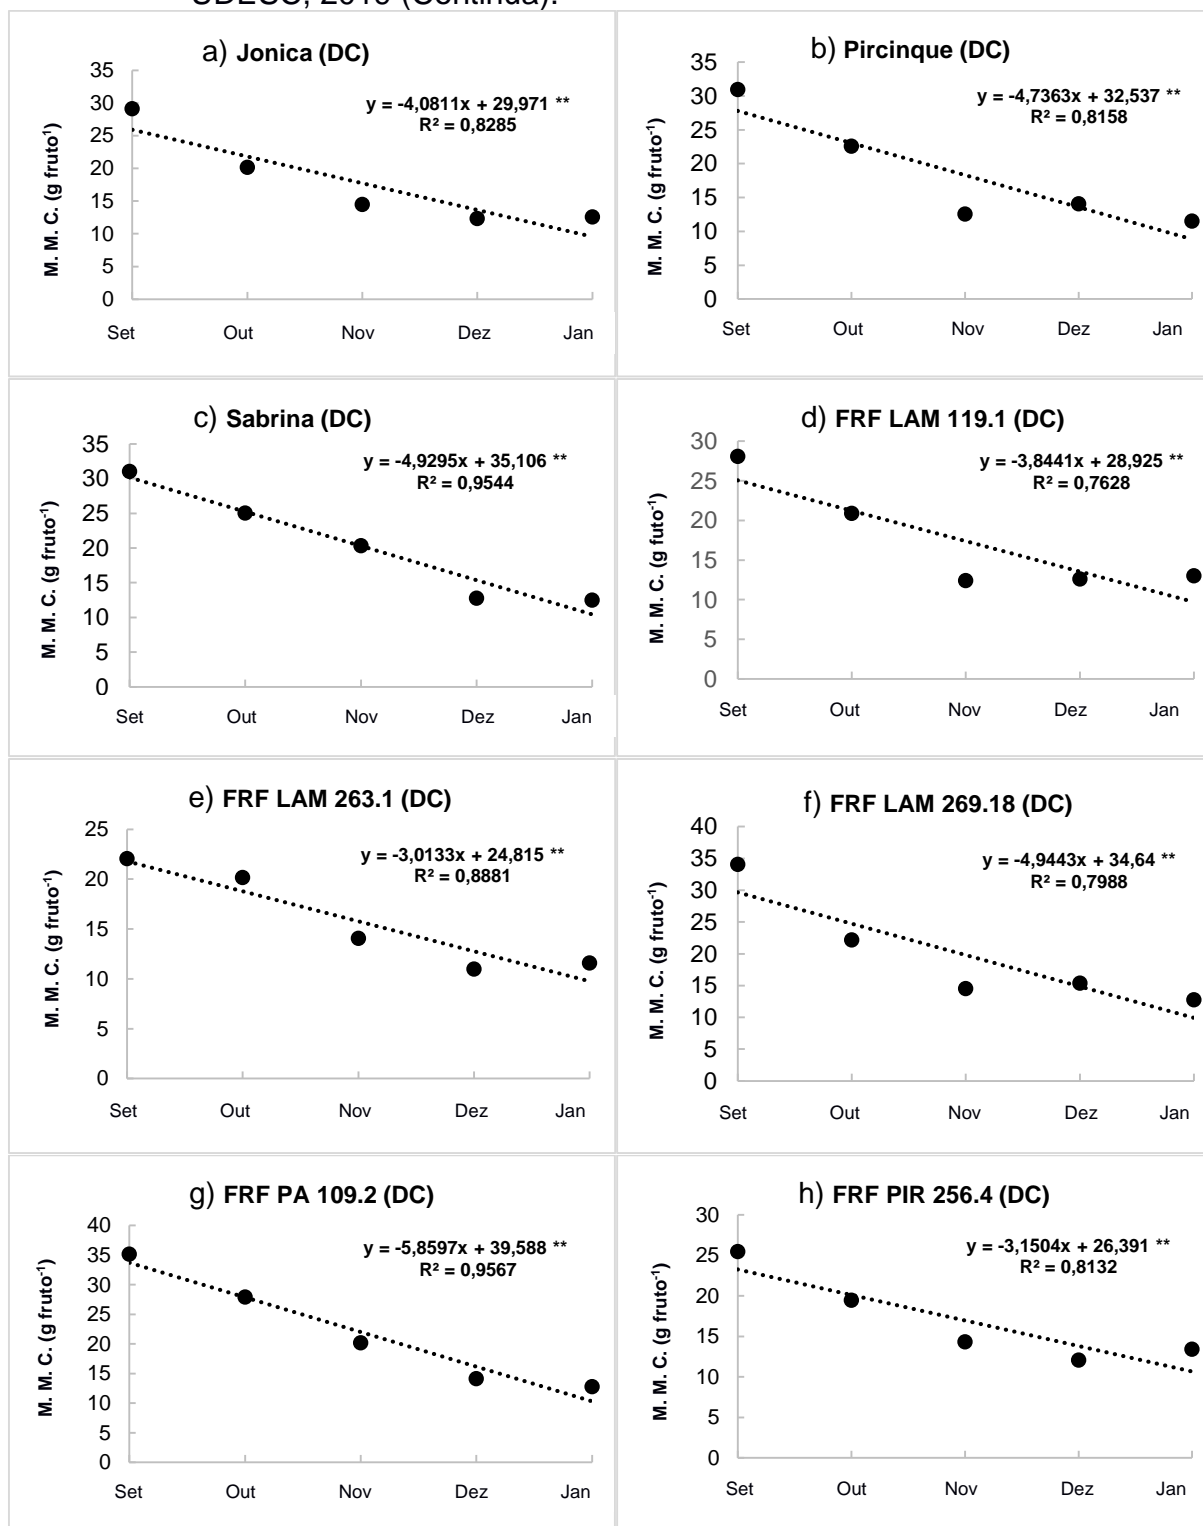 UDESC, 2019 (Continua).
a) Jonica (DC)
y = -4,0811x + 29,971 **
R² = 0,8285
M. M. C. (g fruto⁻¹)
35
30
25
20
15
10
5
0
Set Out Nov Dez Jan
b) Pircinque (DC)
y = -4,7363x + 32,537 **
R² = 0,8158
M. M. C. (g fruto⁻¹)
35
30
25
20
15
10
5
0
Set Out Nov Dez Jan
c) Sabrina (DC)
y = -4,9295x + 35,106 **
R² = 0,9544
M. M. C. (g fruto⁻¹)
35
30
25
20
15
10
5
0
Set Out Nov Dez Jan
d) FRF LAM 119.1 (DC)
y = -3,8441x + 28,925 **
R² = 0,7628
M. M. C. (g futo⁻¹)
30
25
20
15
10
5
0
Set Out Nov Dez Jan
e) FRF LAM 263.1 (DC)
y = -3,0133x + 24,815 **
R² = 0,8881
M. M. C. (g fruto⁻¹)
25
20
15
10
5
0
Set Out Nov Dez Jan
f) FRF LAM 269.18 (DC)
y = -4,9443x + 34,64 **
R² = 0,7988
M. M. C. (g fruto⁻¹)
40
35
30
25
20
15
10
5
0
Set Out Nov Dez Jan
g) FRF PA 109.2 (DC)
y = -5,8597x + 39,588 **
R² = 0,9567
M. M. C. (g fruto⁻¹)
40
35
30
25
20
15
10
5
0
Set Out Nov Dez Jan
h) FRF PIR 256.4 (DC)
y = -3,1504x + 26,391 **
R² = 0,8132
M. M. C. (g fruto⁻¹)
30
25
20
15
10
5
0
Set Out Nov Dez Jan